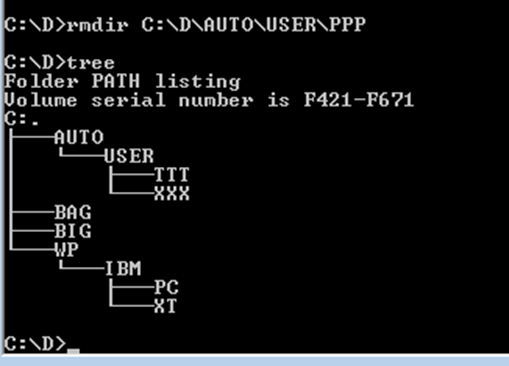 C:\D>rmdir C:\D\AUTO\USER\PPP
C:\D>tree
Folder PATH listing
Volume serial number is F421-F671
C:.
├───AUTO
│   └───USER
│       ├───TTT
│       └───XXX
├───BAG
├───BIG
└───WP
    └───IBM
        ├───PC
        └───XT
C:\D>_